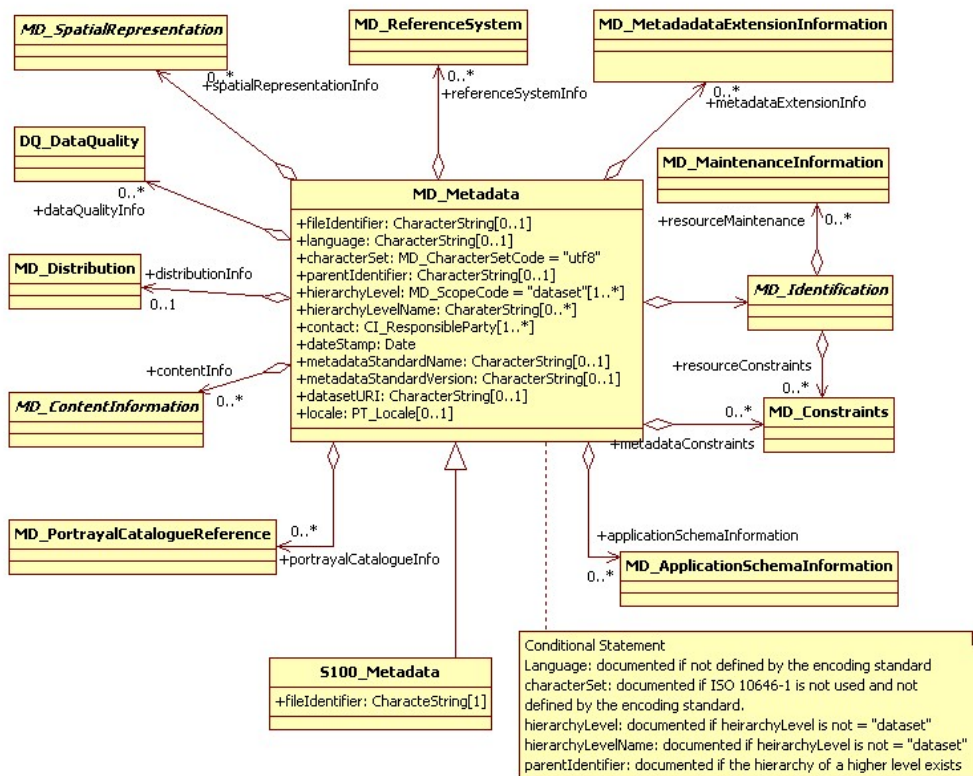 MD_SpatialRepresentation
MD_ReferenceSystem
MD_MetadadataExtensionInformation
0..*
+spatialRepresentationInfo
0..*
+referenceSystemInfo
0..*
+metadataExtensionInfo
DQ_DataQuality
0..*
+dataQualityInfo
MD_MaintenanceInformation
+resourceMaintenance
0..*
MD_Metadata
+fileIdentifier: CharacterString[0..1]
+language: CharacterString[0..1]
+characterSet: MD_CharacterSetCode = "utf8"
+parentIdentifier: CharacterString[0..1]
+hierarchyLevel: MD_ScopeCode = "dataset"[1..*]
+hierarchyLevelName: CharaterString[0..*]
+contact: CI_ResponsibleParty[1..*]
+dateStamp: Date
+metadataStandardName: CharacterString[0..1]
+metadataStandardVersion: CharacterString[0..1]
+datasetURI: CharacterString[0..1]
+locale: PT_Locale[0..1]
MD_Distribution
+distributionInfo
0..1
MD_Identification
+contentInfo
0..*
MD_ContentInformation
+resourceConstraints
0..*
0..*
MD_Constraints
+metadataConstraints
MD_PortrayalCatalogueReference
0..*
+portrayalCatalogueInfo
+applicationSchemaInformation
0..*
MD_ApplicationSchemaInformation
S100_Metadata
+fileIdentifier: CharacteString[1]
Conditional Statement
Language: documented if not defined by the encoding standard
characterSet: documented if ISO 10646-1 is not used and not
defined by the encoding standard.
hierarchyLevel: documented if heirarchyLevel is not = "dataset"
hierarchyLevelName: documented if heirarchyLevel is not = "dataset"
parentIdentifier: documented if the hierarchy of a higher level exists